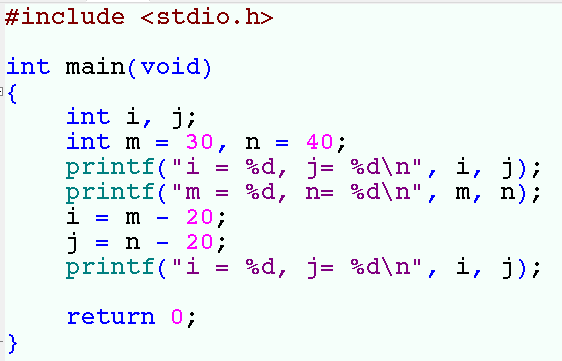 #include <stdio.h>
int main(void)
{
int i, j;
int m = 30, n = 40;
printf("i = %d, j= %d\n", i, j);
printf("m = %d, n= %d\n", m, n);
i = m - 20;
j = n - 20;
printf("i = %d, j= %d\n", i, j);
return 0;
}